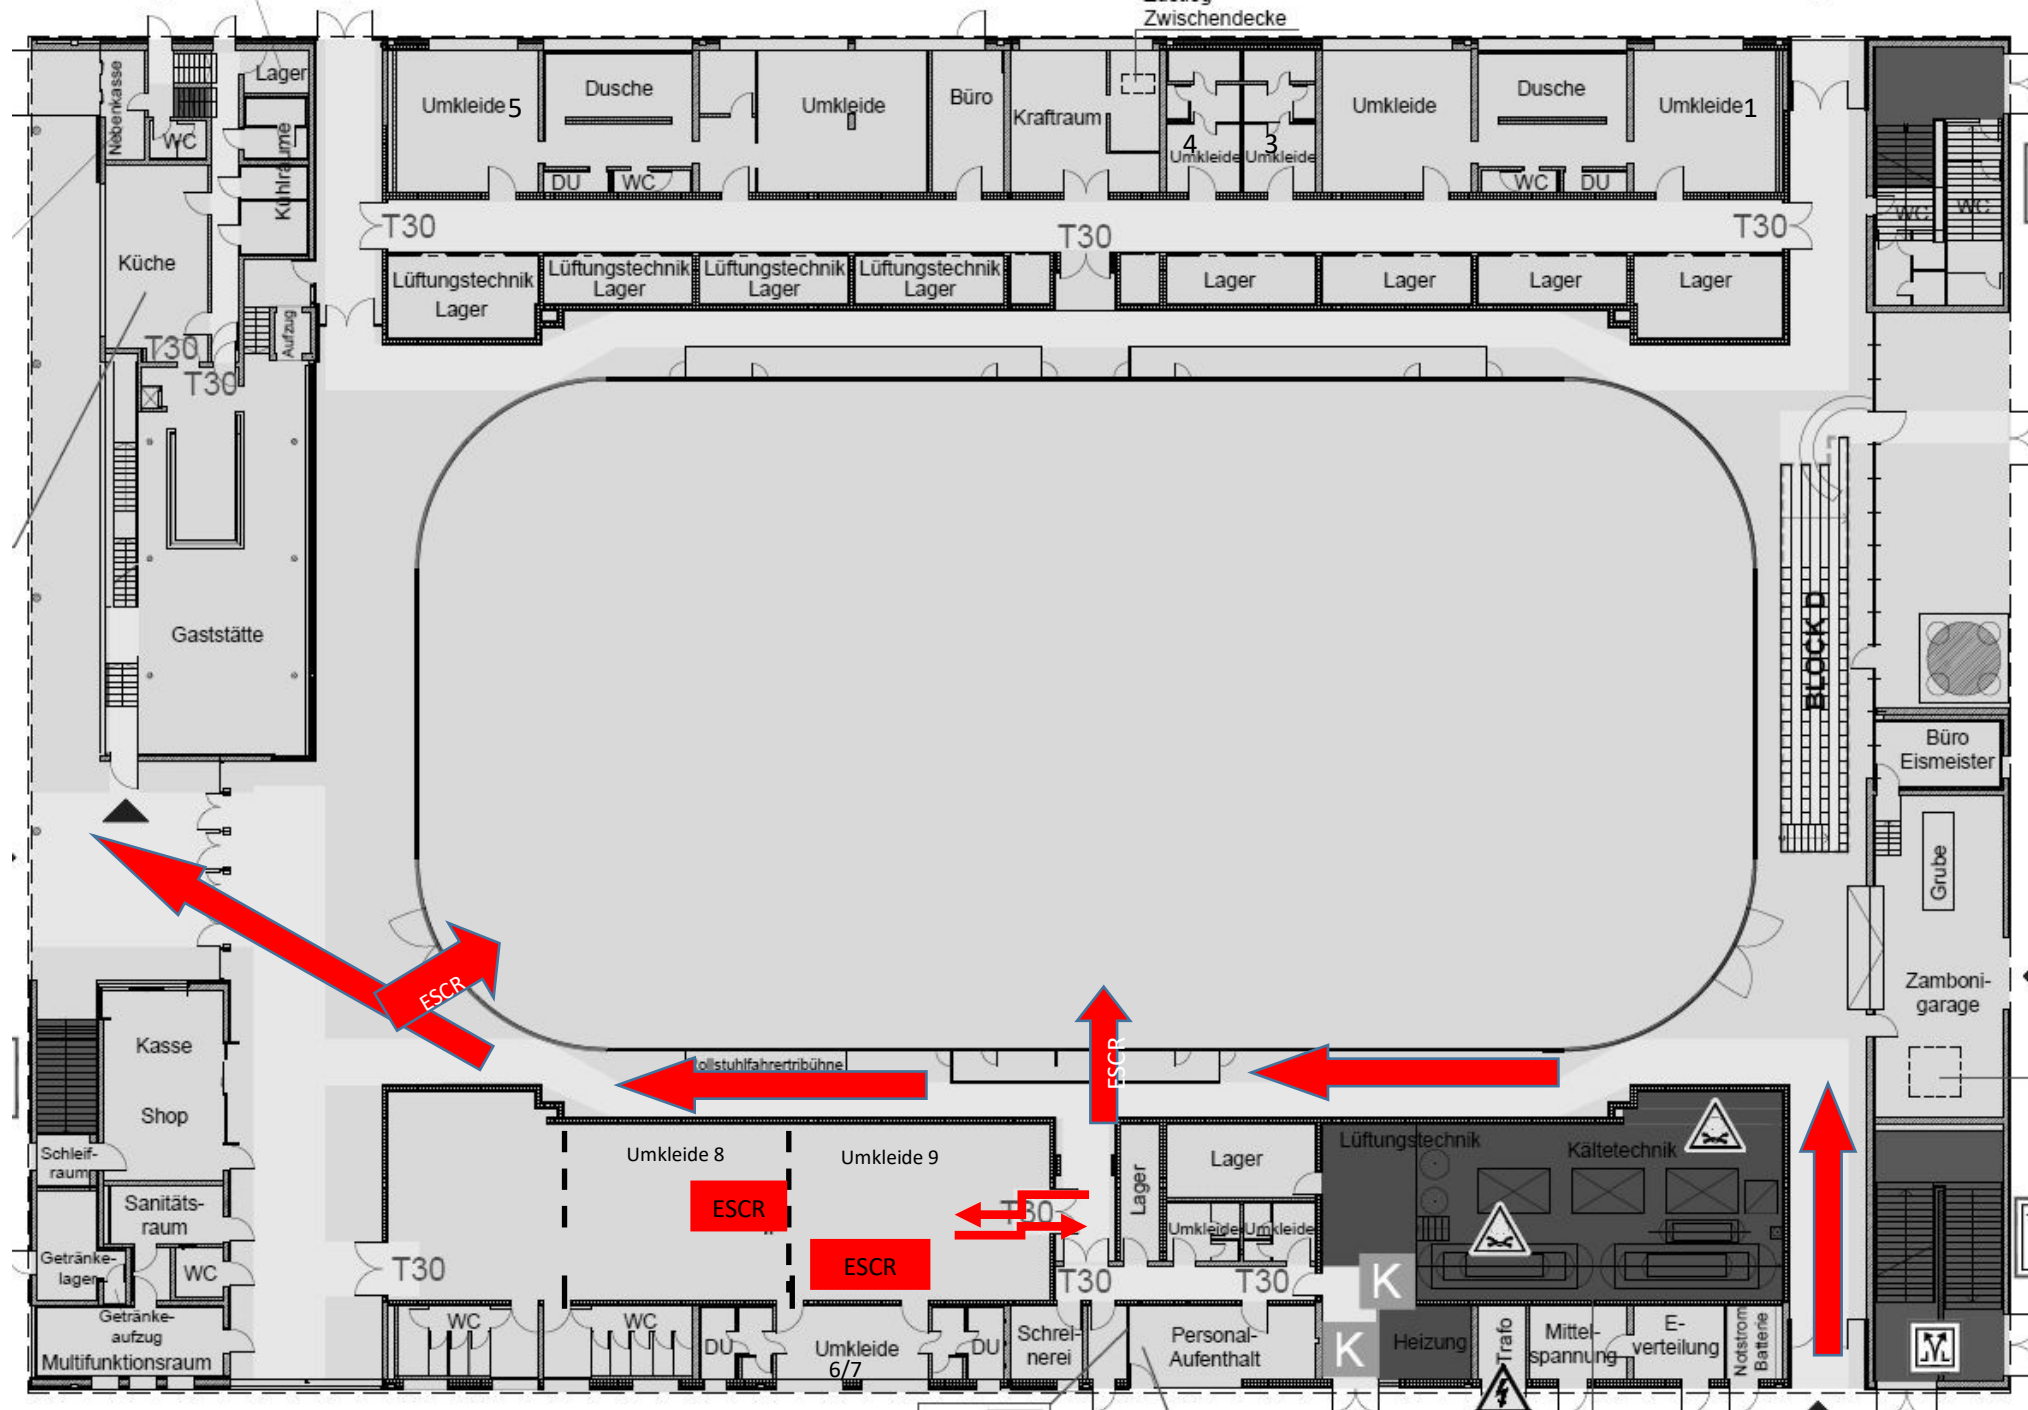 Zwischendecke
Nebenkasse
WC
Lager
Kühlräume
Küche
Aufzug
T30
T30
Gaststätte
Umkleide 5
Dusche
DU
WC
Umkleide
Büro
Kraftraum
4
Umkleide
3
Umkleide
Umkleide
Dusche
WC
DU
Umkleide 1
WC
WC
T30
T30
T30
Lüftungstechnik
Lager
Lüftungstechnik
Lager
Lüftungstechnik
Lager
Lüftungstechnik
Lager
Lager
Lager
Lager
Lager
BLOCK D
Büro
Eismeister
Grube
Zamboni-
garage
ESCR
ESCR
ollstuhlfahrertribühne
Kasse
Shop
Schleif-
raum
Sanitäts-
raum
Getränke-
lager
WC
Getränke-
aufzug
Multifunktionsraum
T30
Umkleide 8
Umkleide 9
ESCR
ESCR
T30
Lager
Lager
Umkleide
Umkleide
T30
T30
Lüftungstechnik
Kältetechnik
K
K
WC
WC
DU
Umkleide
6/7
DU
Schrei-
nerei
Personal-
Aufenthalt
Heizung
Trafo
Mittel-
spannung
E-
verteilung
Notstrom
Batterie